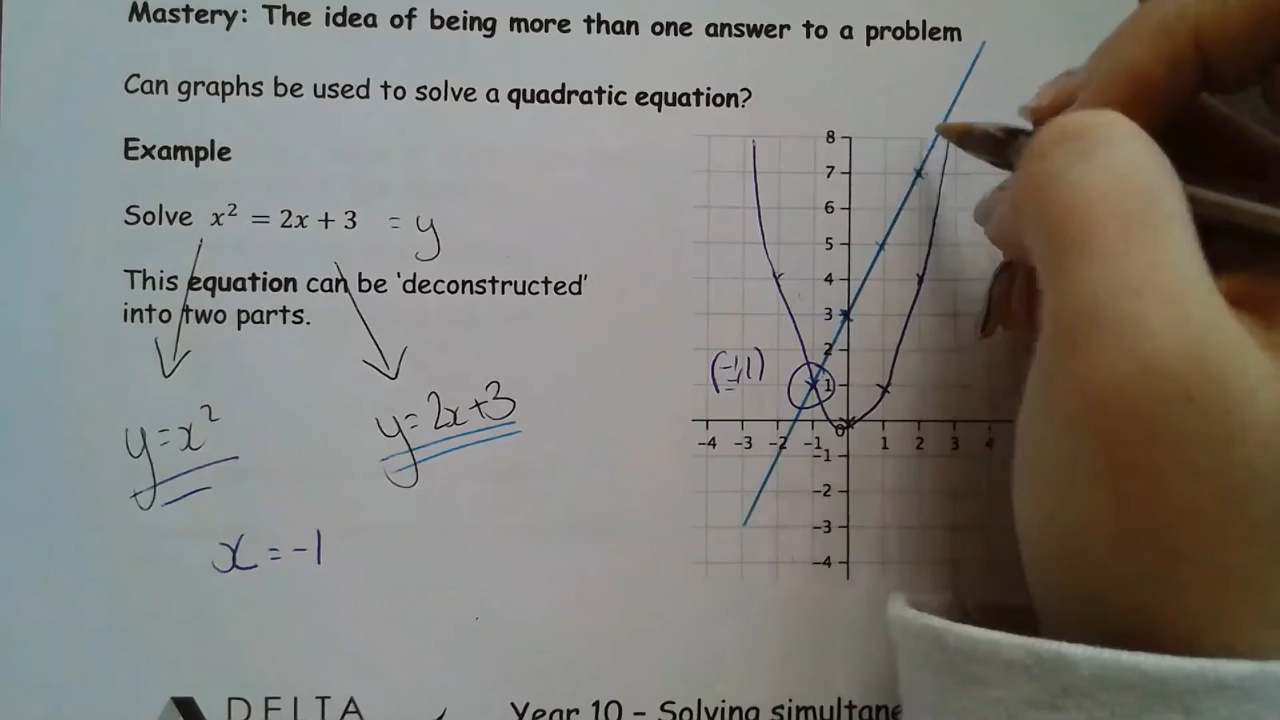 Mastery: The idea of being more than one answer to a problem
Can graphs be used to solve a quadratic equation?
Example
Solve x² = 2x + 3 = y
This equation can be 'deconstructed'
into two parts.
y=x²
y=2x+3
x = -1
(-1,1)
8
7
6
5
4
3
2
1
0
-4 -3 -2 -1 1 2 3 4
-1
-2
-3
-4
DELTA
Year 10 - Solving simultane